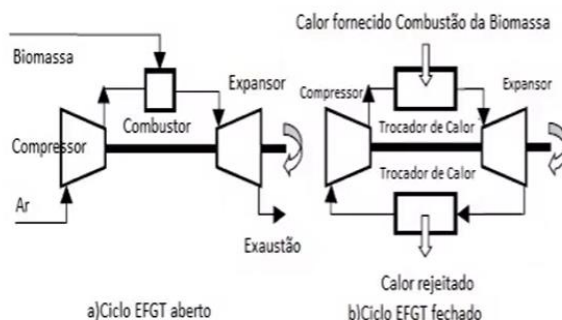 Biomassa
Expansor
Combustor
Compressor
Ar
Exaustão
a)Ciclo EFGT aberto
Calor fornecido Combustão da Biomassa
Compressor
Expansor
Trocador de Calor
Trocador de Calor
Calor rejeitado
b)Ciclo EFGT fechado